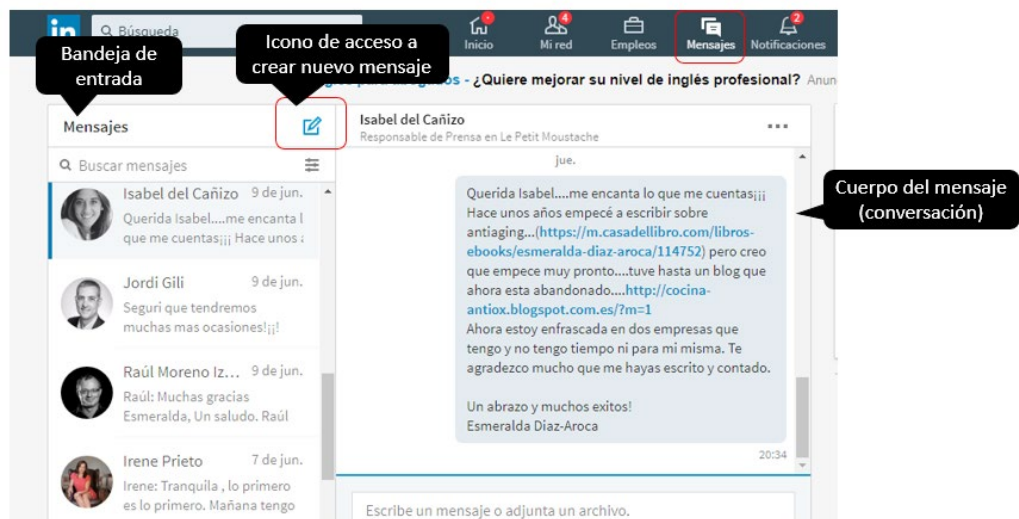 in
Búsqueda
Inicio
Mi red
4
Empleos
Mensajes
Notificaciones
2
Bandeja de
entrada
Icono de acceso a
crear nuevo mensaje
- ¿Quiere mejorar su nivel de inglés profesional?
Mensajes
Buscar mensajes
Isabel del Cañizo 9 de jun.
Querida Isabel....me encanta l
que me cuentas¡¡¡ Hace unos
Jordi Gili 9 de jun.
Seguri que tendremos
muchas mas ocasiones!¡¡!
Raúl Moreno Iz... 9 de jun.
Raúl: Muchas gracias
Esmeralda, Un saludo. Raúl
Irene Prieto 7 de jun.
Irene: Tranquila , lo primero
es lo primero. Mañana tengo
Isabel del Cañizo
Responsable de Prensa en Le Petit Moustache
jue.
Querida Isabel....me encanta lo que me cuentas¡¡¡
Hace unos años empecé a escribir sobre
antiaging...(https://m.casadellibro.com/libros-
ebooks/esmeralda-diaz-aroca/114752) pero creo
que empece muy pronto....tuve hasta un blog que
ahora esta abandonado....http://cocina-
antiox.blogspot.com.es/?m=1
Ahora estoy enfrascada en dos empresas que
tengo y no tengo tiempo ni para mi misma. Te
agradezco mucho que me hayas escrito y contado.
Un abrazo y muchos exitos!
Esmeralda Diaz-Aroca
20:34
Escribe un mensaje o adjunta un archivo.
Cuerpo del mensaje
(conversación)